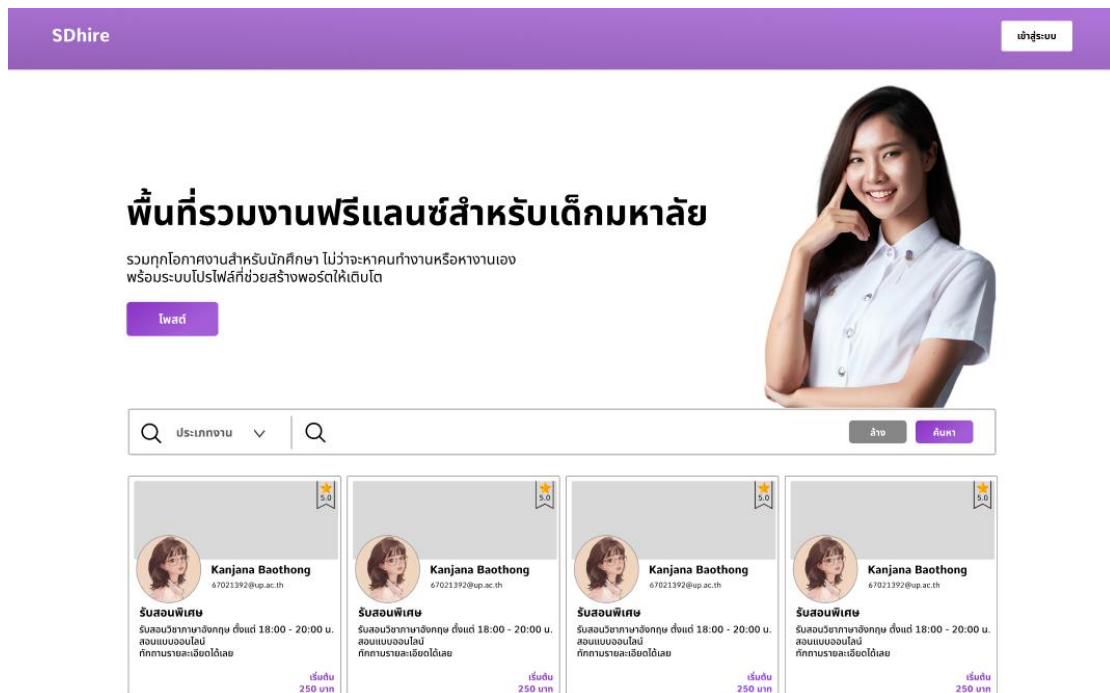 SDhire
เข้าสู่ระบบ
พื้นที่รวมงานฟรีแลนซ์สำหรับเด็กมหาลัย
รวมทุกโอกาศงานสำหรับนักศึกษา ไม่ว่าจะหาคนทำงานหรือหางานเอง
พร้อมระบบโปรไฟล์ที่ช่วยสร้างพอร์ตให้เติบโต
โพสต์
ประเภทงาน
ล้าง
ค้นหา
5.0
Kanjana Baothong
67021392@up.ac.th
รับสอนพิเศษ
รับสอนวิชาภาษาอังกฤษ ตั้งแต่ 18:00 - 20:00 น.
สอนแบบออนไลน์
ทักถามรายละเอียดได้เลย
เริ่มต้น
250 บาท
5.0
Kanjana Baothong
67021392@up.ac.th
รับสอนพิเศษ
รับสอนวิชาภาษาอังกฤษ ตั้งแต่ 18:00 - 20:00 น.
สอนแบบออนไลน์
ทักถามรายละเอียดได้เลย
เริ่มต้น
250 บาท
5.0
Kanjana Baothong
67021392@up.ac.th
รับสอนพิเศษ
รับสอนวิชาภาษาอังกฤษ ตั้งแต่ 18:00 - 20:00 น.
สอนแบบออนไลน์
ทักถามรายละเอียดได้เลย
เริ่มต้น
250 บาท
5.0
Kanjana Baothong
67021392@up.ac.th
รับสอนพิเศษ
รับสอนวิชาภาษาอังกฤษ ตั้งแต่ 18:00 - 20:00 น.
สอนแบบออนไลน์
ทักถามรายละเอียดได้เลย
เริ่มต้น
250 บาท